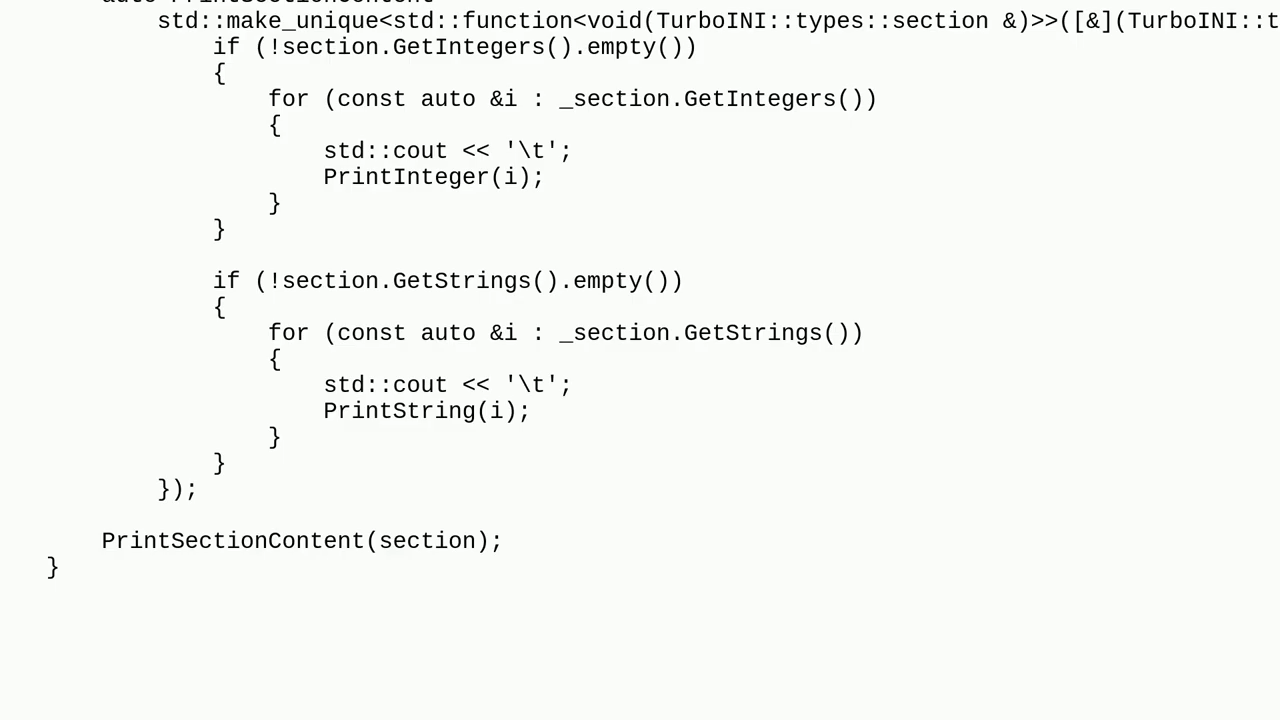 std::make_unique<std::function<void(TurboINI::types::section &)>>([&](TurboINI::t
if (!section.GetIntegers().empty())
{
for (const auto &i : _section.GetIntegers())
{
std::cout << '\t';
PrintInteger(i);
}
}
if (!section.GetStrings().empty())
{
for (const auto &i : _section.GetStrings())
{
std::cout << '\t';
PrintString(i);
}
}
});
PrintSectionContent(section);
}